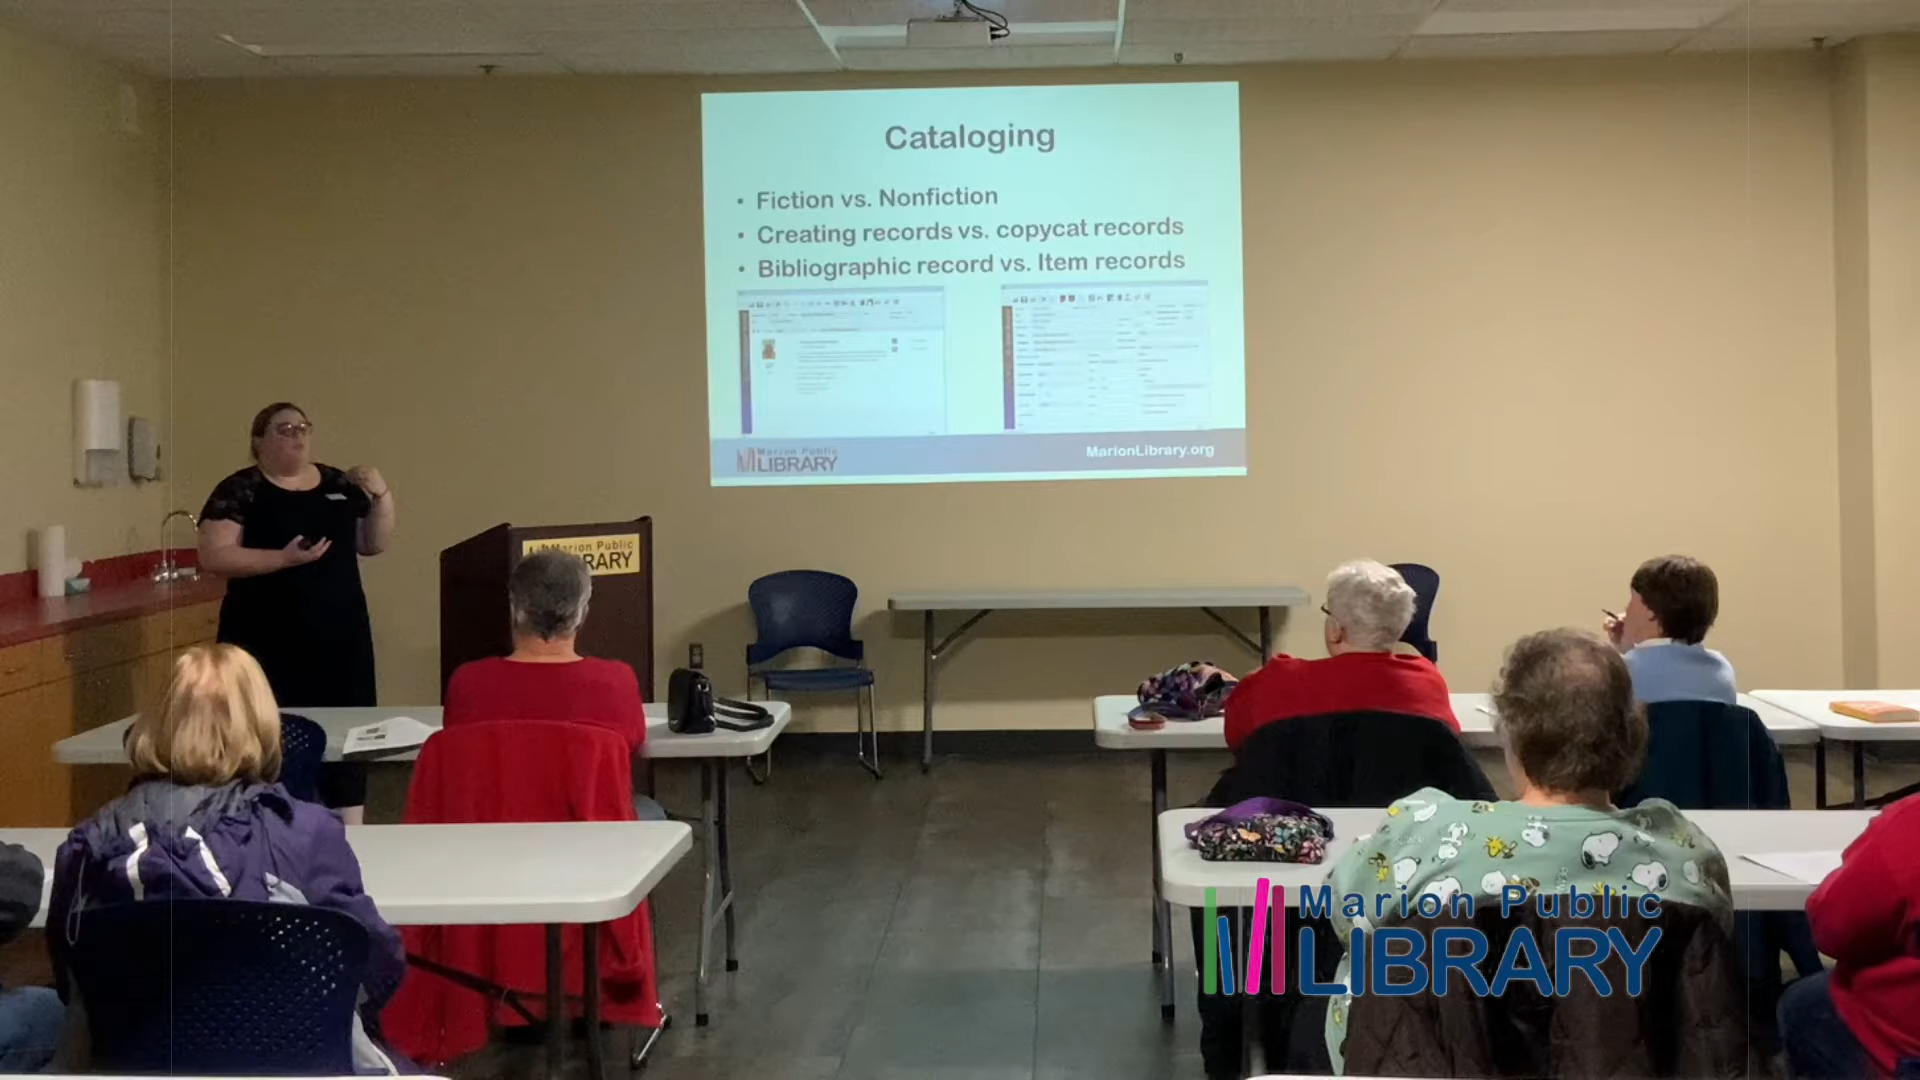 Cataloging
• Fiction vs. Nonfiction
• Creating records vs. copycat records
• Bibliographic record vs. Item records
Marion Public
LIBRARY
MarionLibrary.org
Marion Public
RARY
Marion Public
LIBRARY